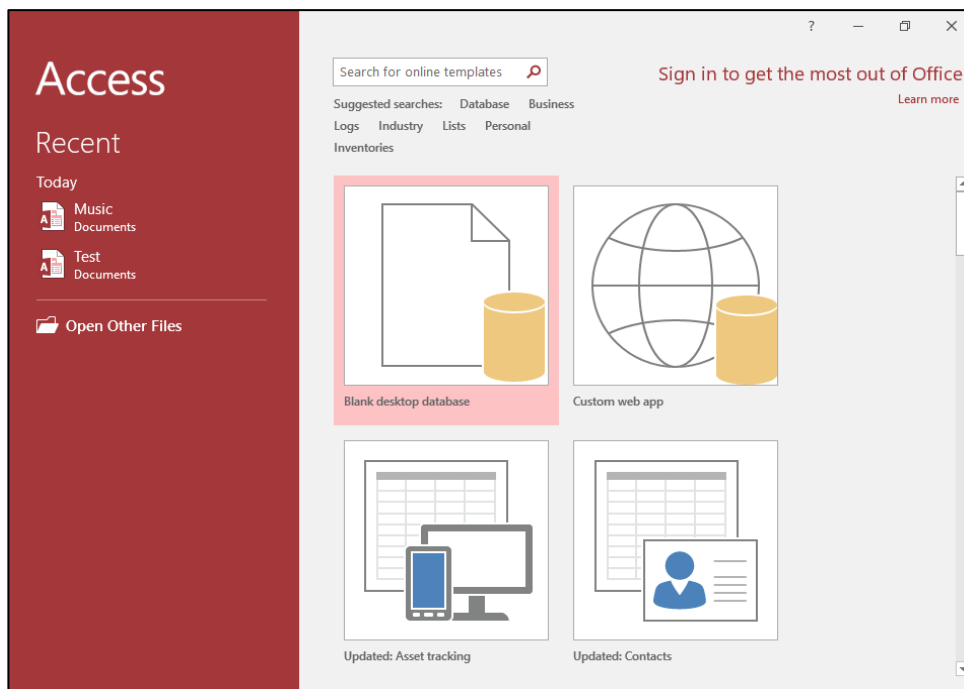 ?
Access
Recent
Today
Music
Documents
Test
Documents
Open Other Files
Search for online templates
Suggested searches: Database Business
Logs Industry Lists Personal
Inventories
Sign in to get the most out of Office
Learn more
Blank desktop database
Custom web app
Updated: Asset tracking
Updated: Contacts